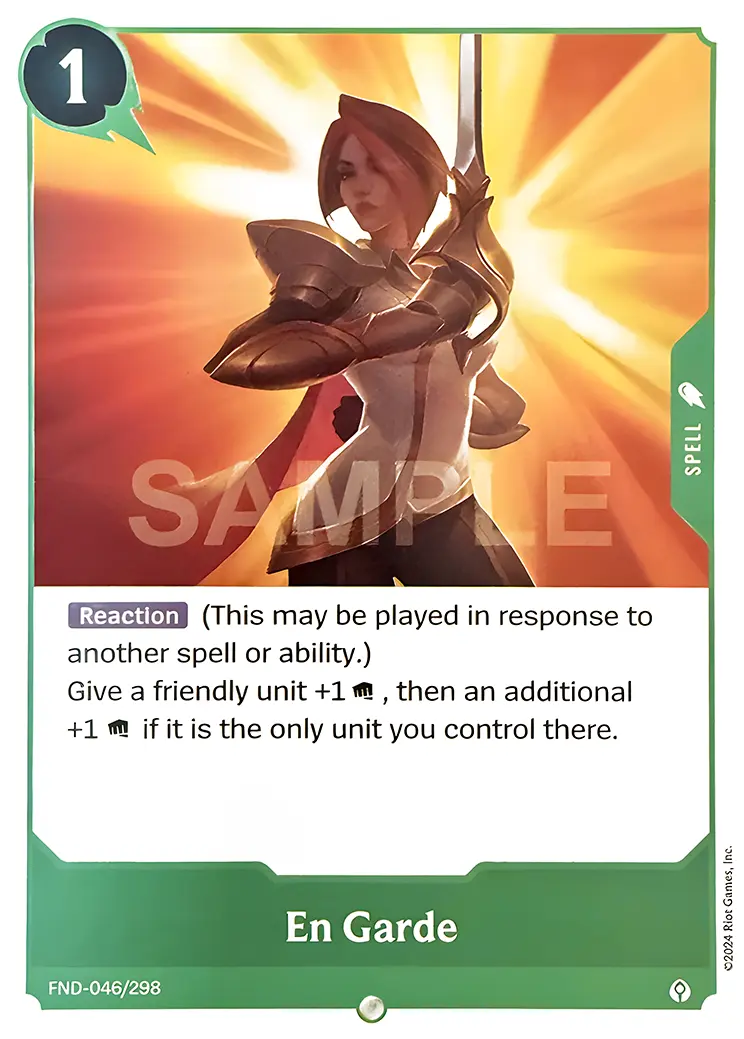 1
SPELL
SAMPLE
Reaction (This may be played in response to
another spell or ability.)
Give a friendly unit +1 , then an additional
+1 if it is the only unit you control there.
En Garde
FND-046/298
©2024 Riot Games, Inc.